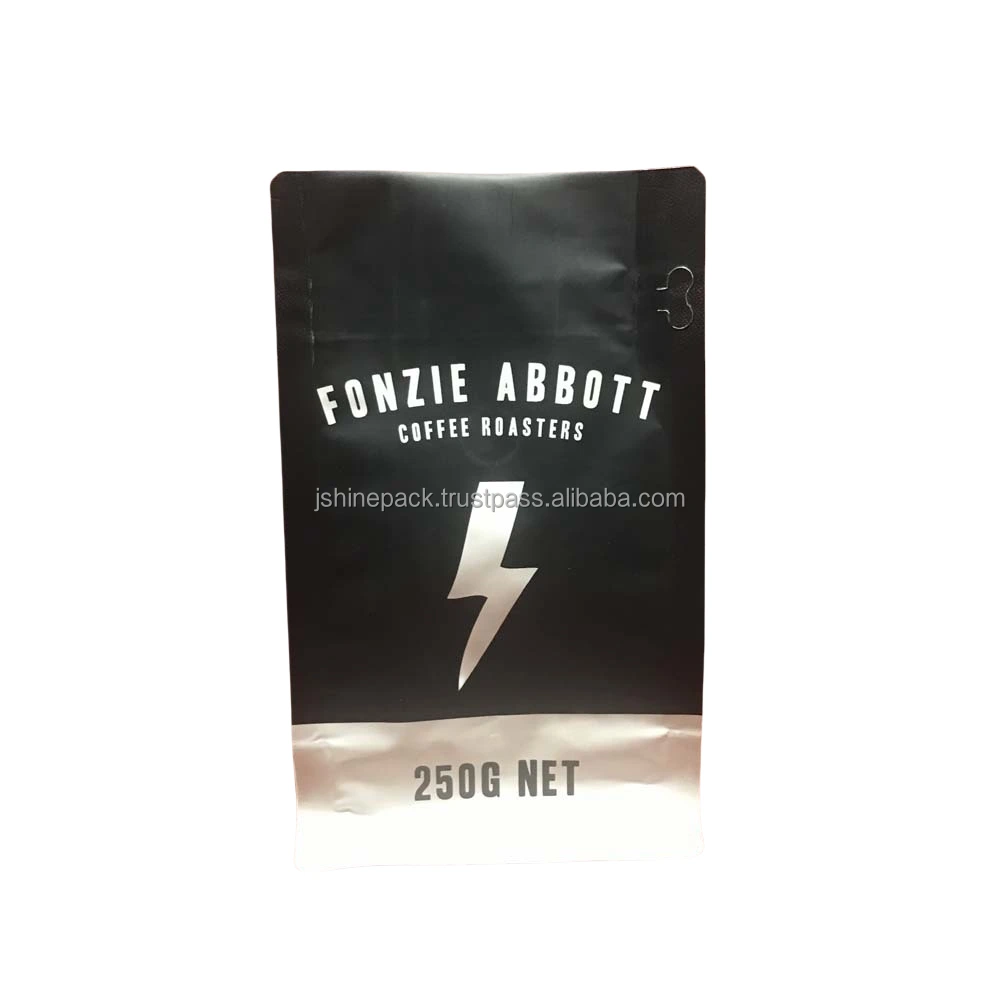 FONZIE ABBOTT
COFFEE ROASTERS
jshinepack.trustpass.alibaba.com
250G NET